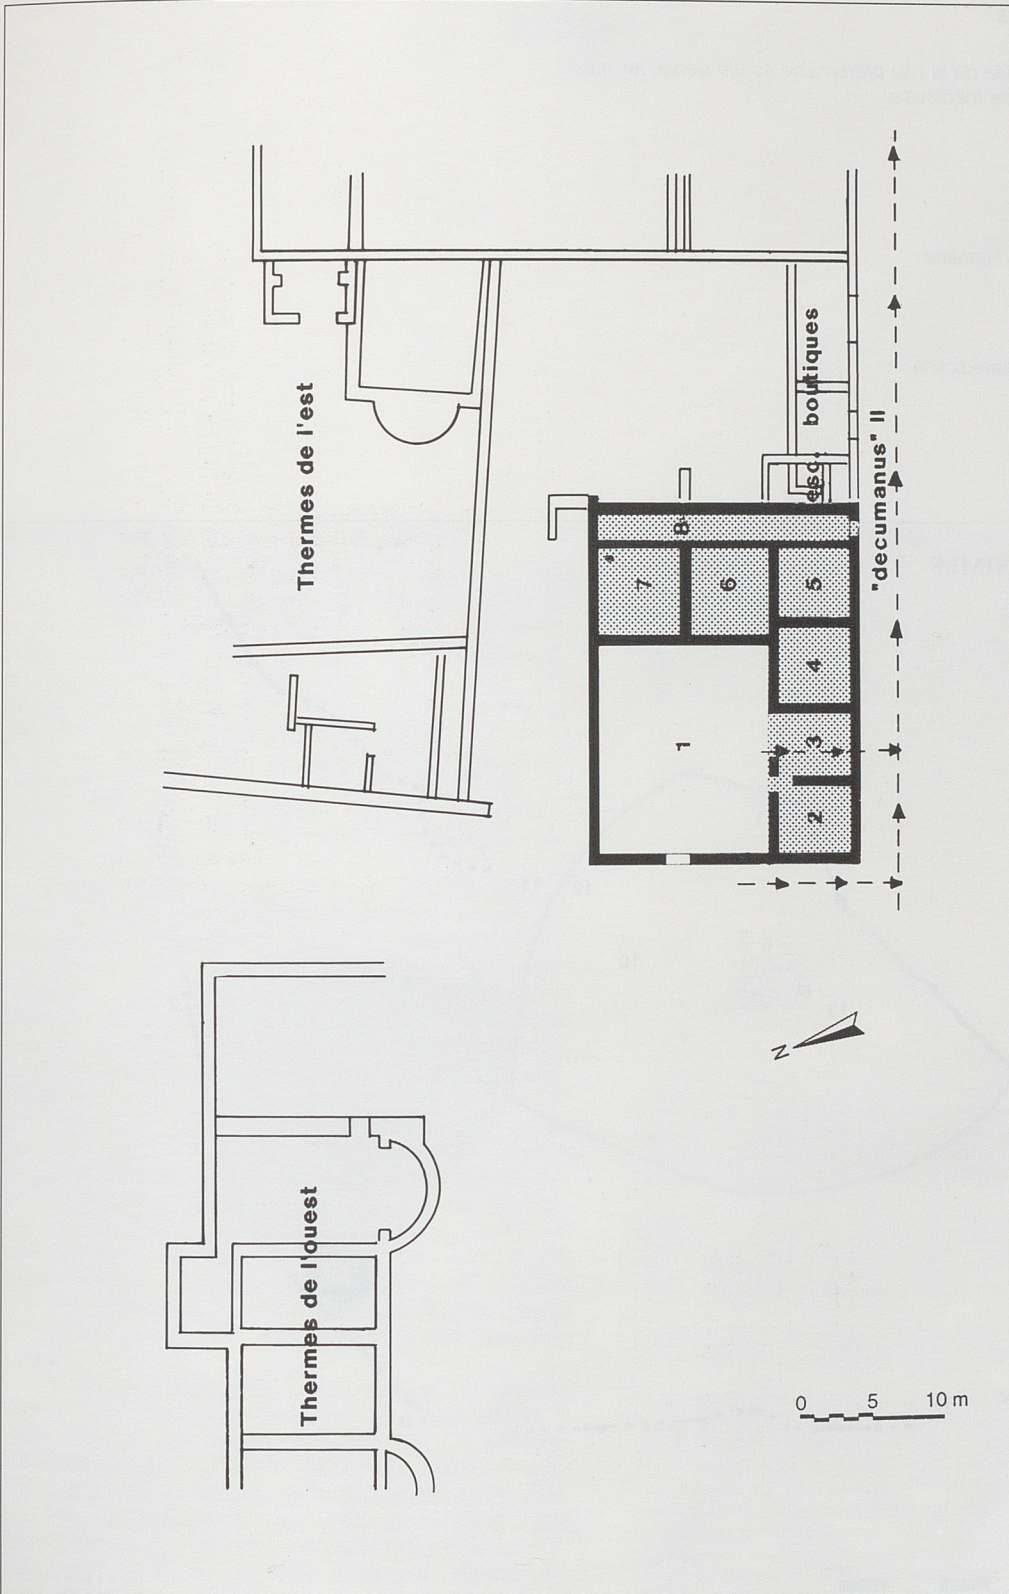 Thermes de l'est
boutiques
esc.
"decumanus" II
8
7
6
5
4
3
1
2
N
Thermes de l'ouest
0 5 10 m